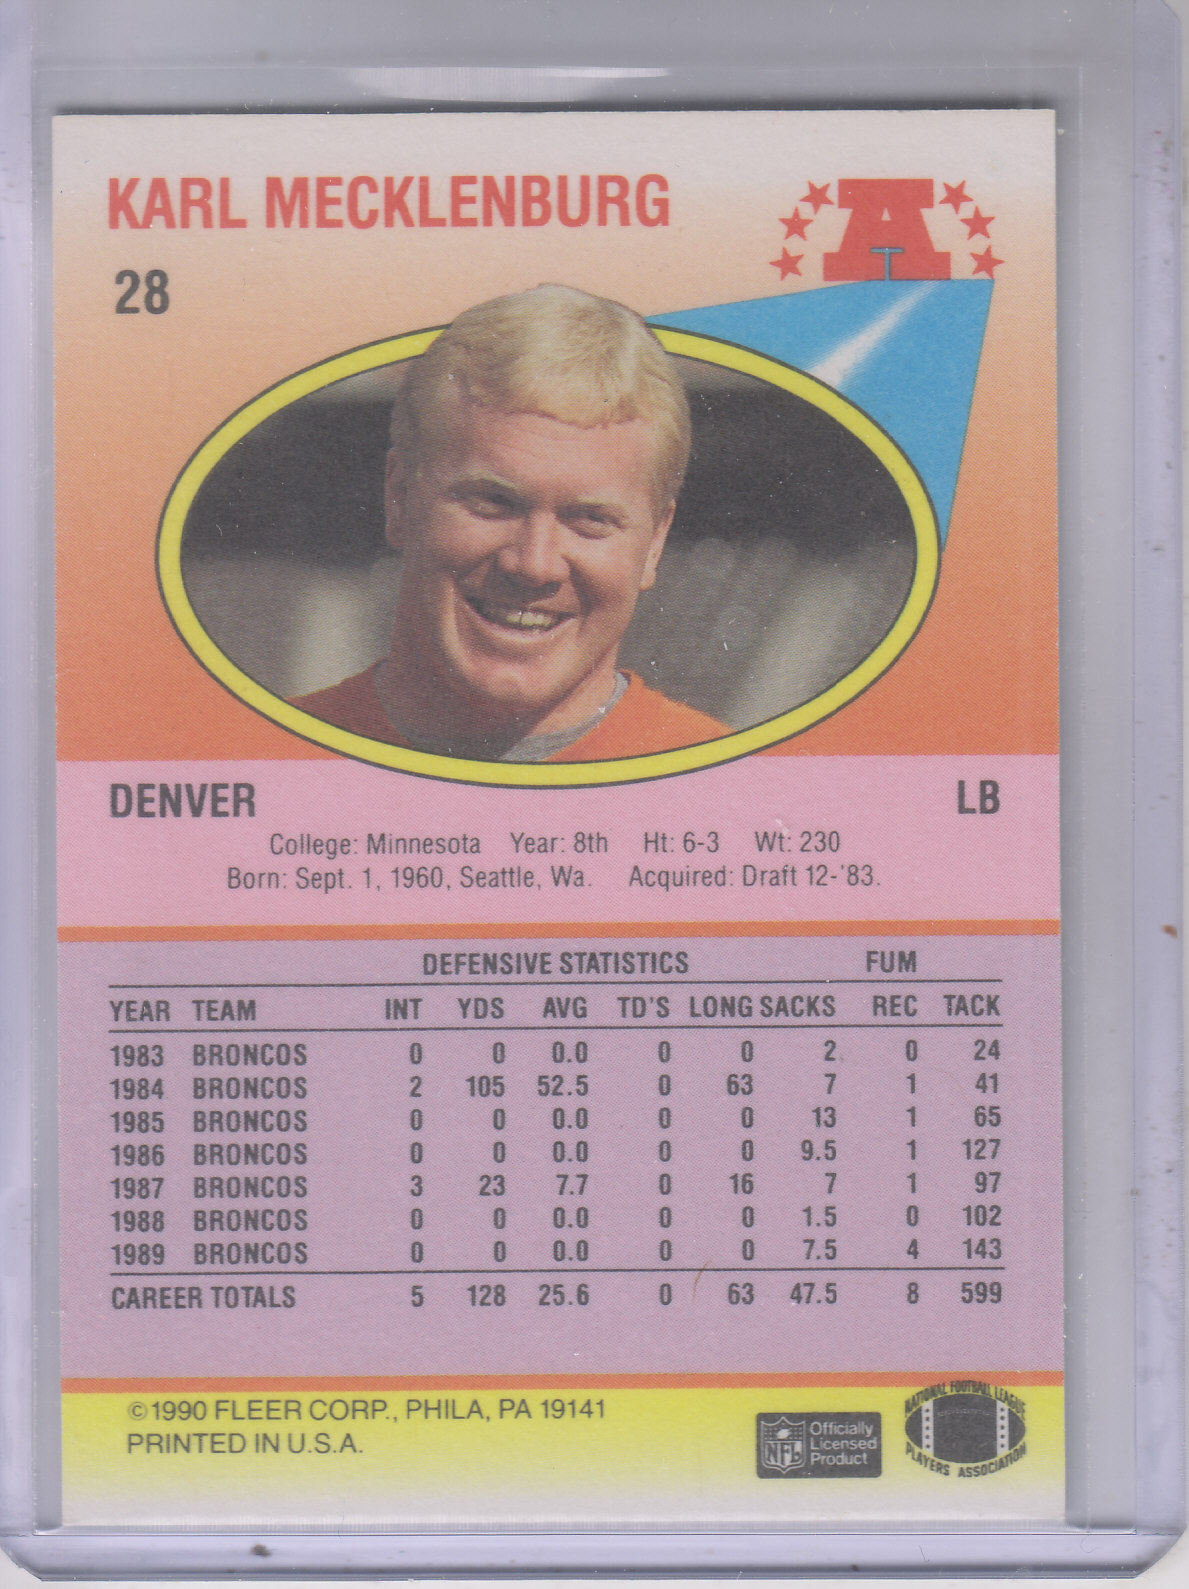 KARL MECKLENBURG
A
28
DENVER LB
College: Minnesota Year: 8th Ht: 6-3 Wt: 230
Born: Sept. 1, 1960, Seattle, Wa. Acquired: Draft 12-'83.
DEFENSIVE STATISTICS FUM
YEAR TEAM INT YDS AVG TD'S LONG SACKS REC TACK
1983 BRONCOS 0 0 0.0 0 0 2 0 24
1984 BRONCOS 2 105 52.5 0 63 7 1 41
1985 BRONCOS 0 0 0.0 0 0 13 1 65
1986 BRONCOS 0 0 0.0 0 0 9.5 1 127
1987 BRONCOS 3 23 7.7 0 16 7 1 97
1988 BRONCOS 0 0 0.0 0 0 1.5 0 102
1989 BRONCOS 0 0 0.0 0 0 7.5 4 143
CAREER TOTALS 5 128 25.6 0 63 47.5 8 599
©1990 FLEER CORP., PHILA, PA 19141
PRINTED IN U.S.A.
NFL
Officially
Licensed
Product
NATIONAL FOOTBALL LEAGUE
PLAYERS ASSOCIATION